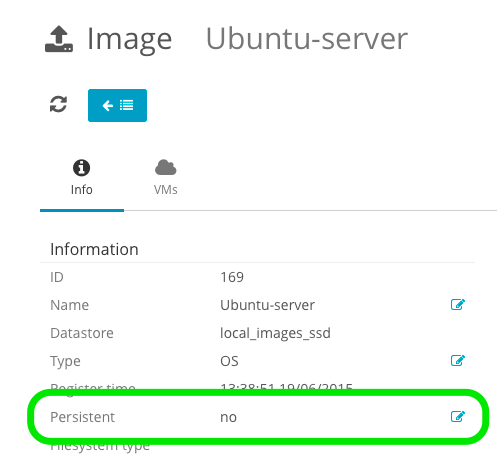 Image Ubuntu-server
Info VMs
Information
ID 169
Name Ubuntu-server
Datastore local_images_ssd
Type OS
Register time 13:38:51 19/06/2015
Persistent no
Filesystem type